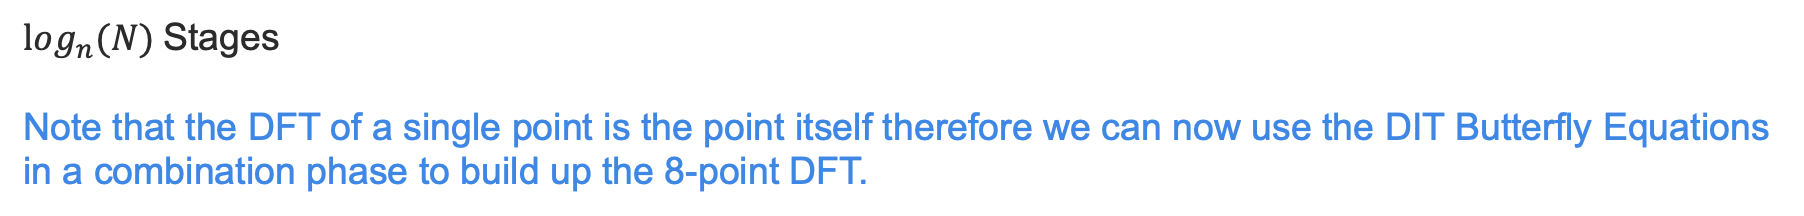 log_n(N) Stages
Note that the DFT of a single point is the point itself therefore we can now use the DIT Butterfly Equations
in a combination phase to build up the 8-point DFT.